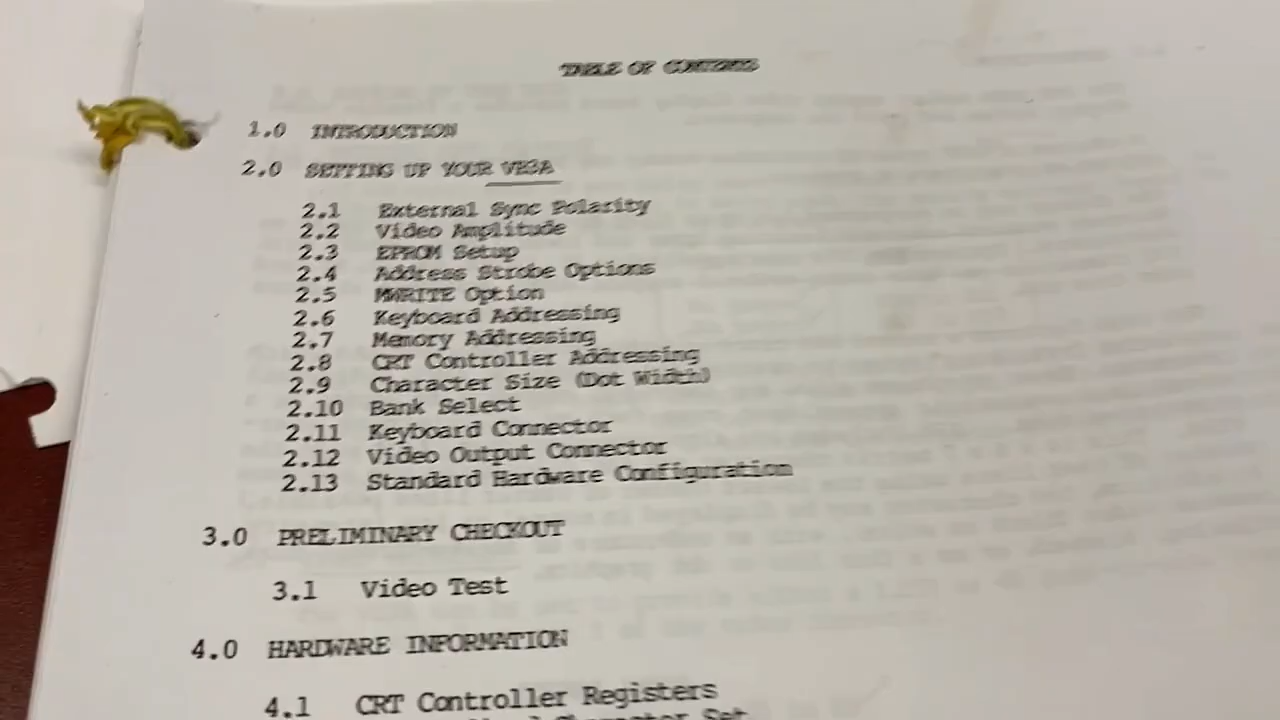 TABLE OF CONTENTS
1.0 INTRODUCTION
2.0 SETTING UP YOUR VEGA
2.1 External Sync Polarity
2.2 Video Amplitude
2.3 EPROM Setup
2.4 Address Strobe Options
2.5 MWRITE Option
2.6 Keyboard Addressing
2.7 Memory Addressing
2.8 CRT Controller Addressing
2.9 Character Size (Dot Width)
2.10 Bank Select
2.11 Keyboard Connector
2.12 Video Output Connector
2.13 Standard Hardware Configuration
3.0 PRELIMINARY CHECKOUT
3.1 Video Test
4.0 HARDWARE INFORMATION
4.1 CRT Controller Registers
Character Set